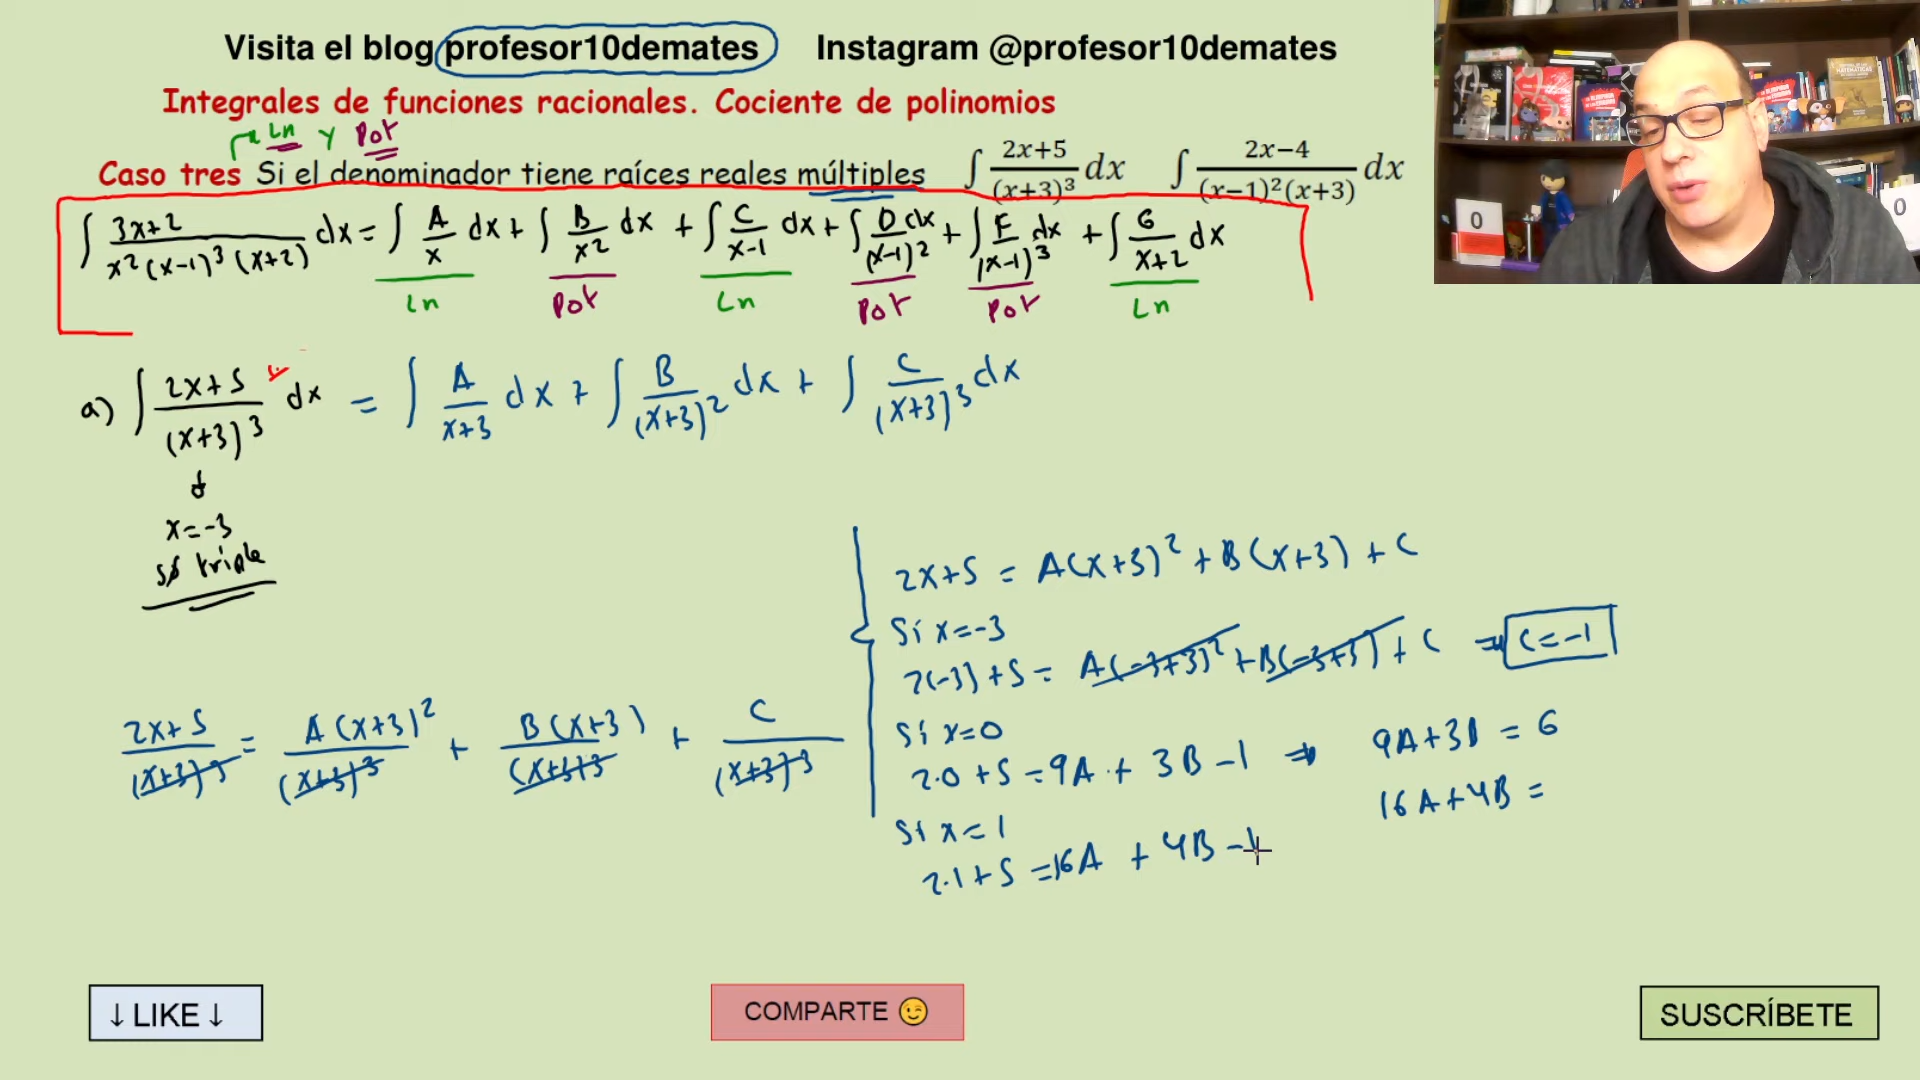 Visita el blog profesor10demates Instagram @profesor10demates
Integrales de funciones racionales. Cociente de polinomios
Ln y Pot
Caso tres Si el denominador tiene raíces reales múltiples ∫ 2x+5/(x+3)³ dx ∫ 2x−4/(x−1)²(x+3) dx
∫ 3x+2/x²(x-1)³(x+2) dx = ∫ A/x dx + ∫ B/x² dx + ∫ C/x-1 dx + ∫ D/(x-1)² dx + ∫ F/(x-1)³ dx + ∫ G/x+2 dx
Ln Pot Ln Pot Pot Ln
a) ∫ 2x+5/(x+3)³ dx = ∫ A/x+3 dx + ∫ B/(x+3)² dx + ∫ C/(x+3)³ dx
x=-3
triple
2x+5/(x+3)³ = A(x+3)²/(x+3)³ + B(x+3)/(x+3)³ + C/(x+3)³
2x+5 = A(x+3)² + B(x+3) + C
Si x=-3
2(-3)+5 = A(-3+3)² + B(-3+3) + C ⇒ C=-1
Si x=0
2·0+5 = 9A + 3B -1 ⇒ 9A+3B = 6
Si x=1
2·1+5 = 16A + 4B -1
16A+4B =
↓ LIKE ↓
COMPARTE 😉
SUSCRÍBETE
0
0